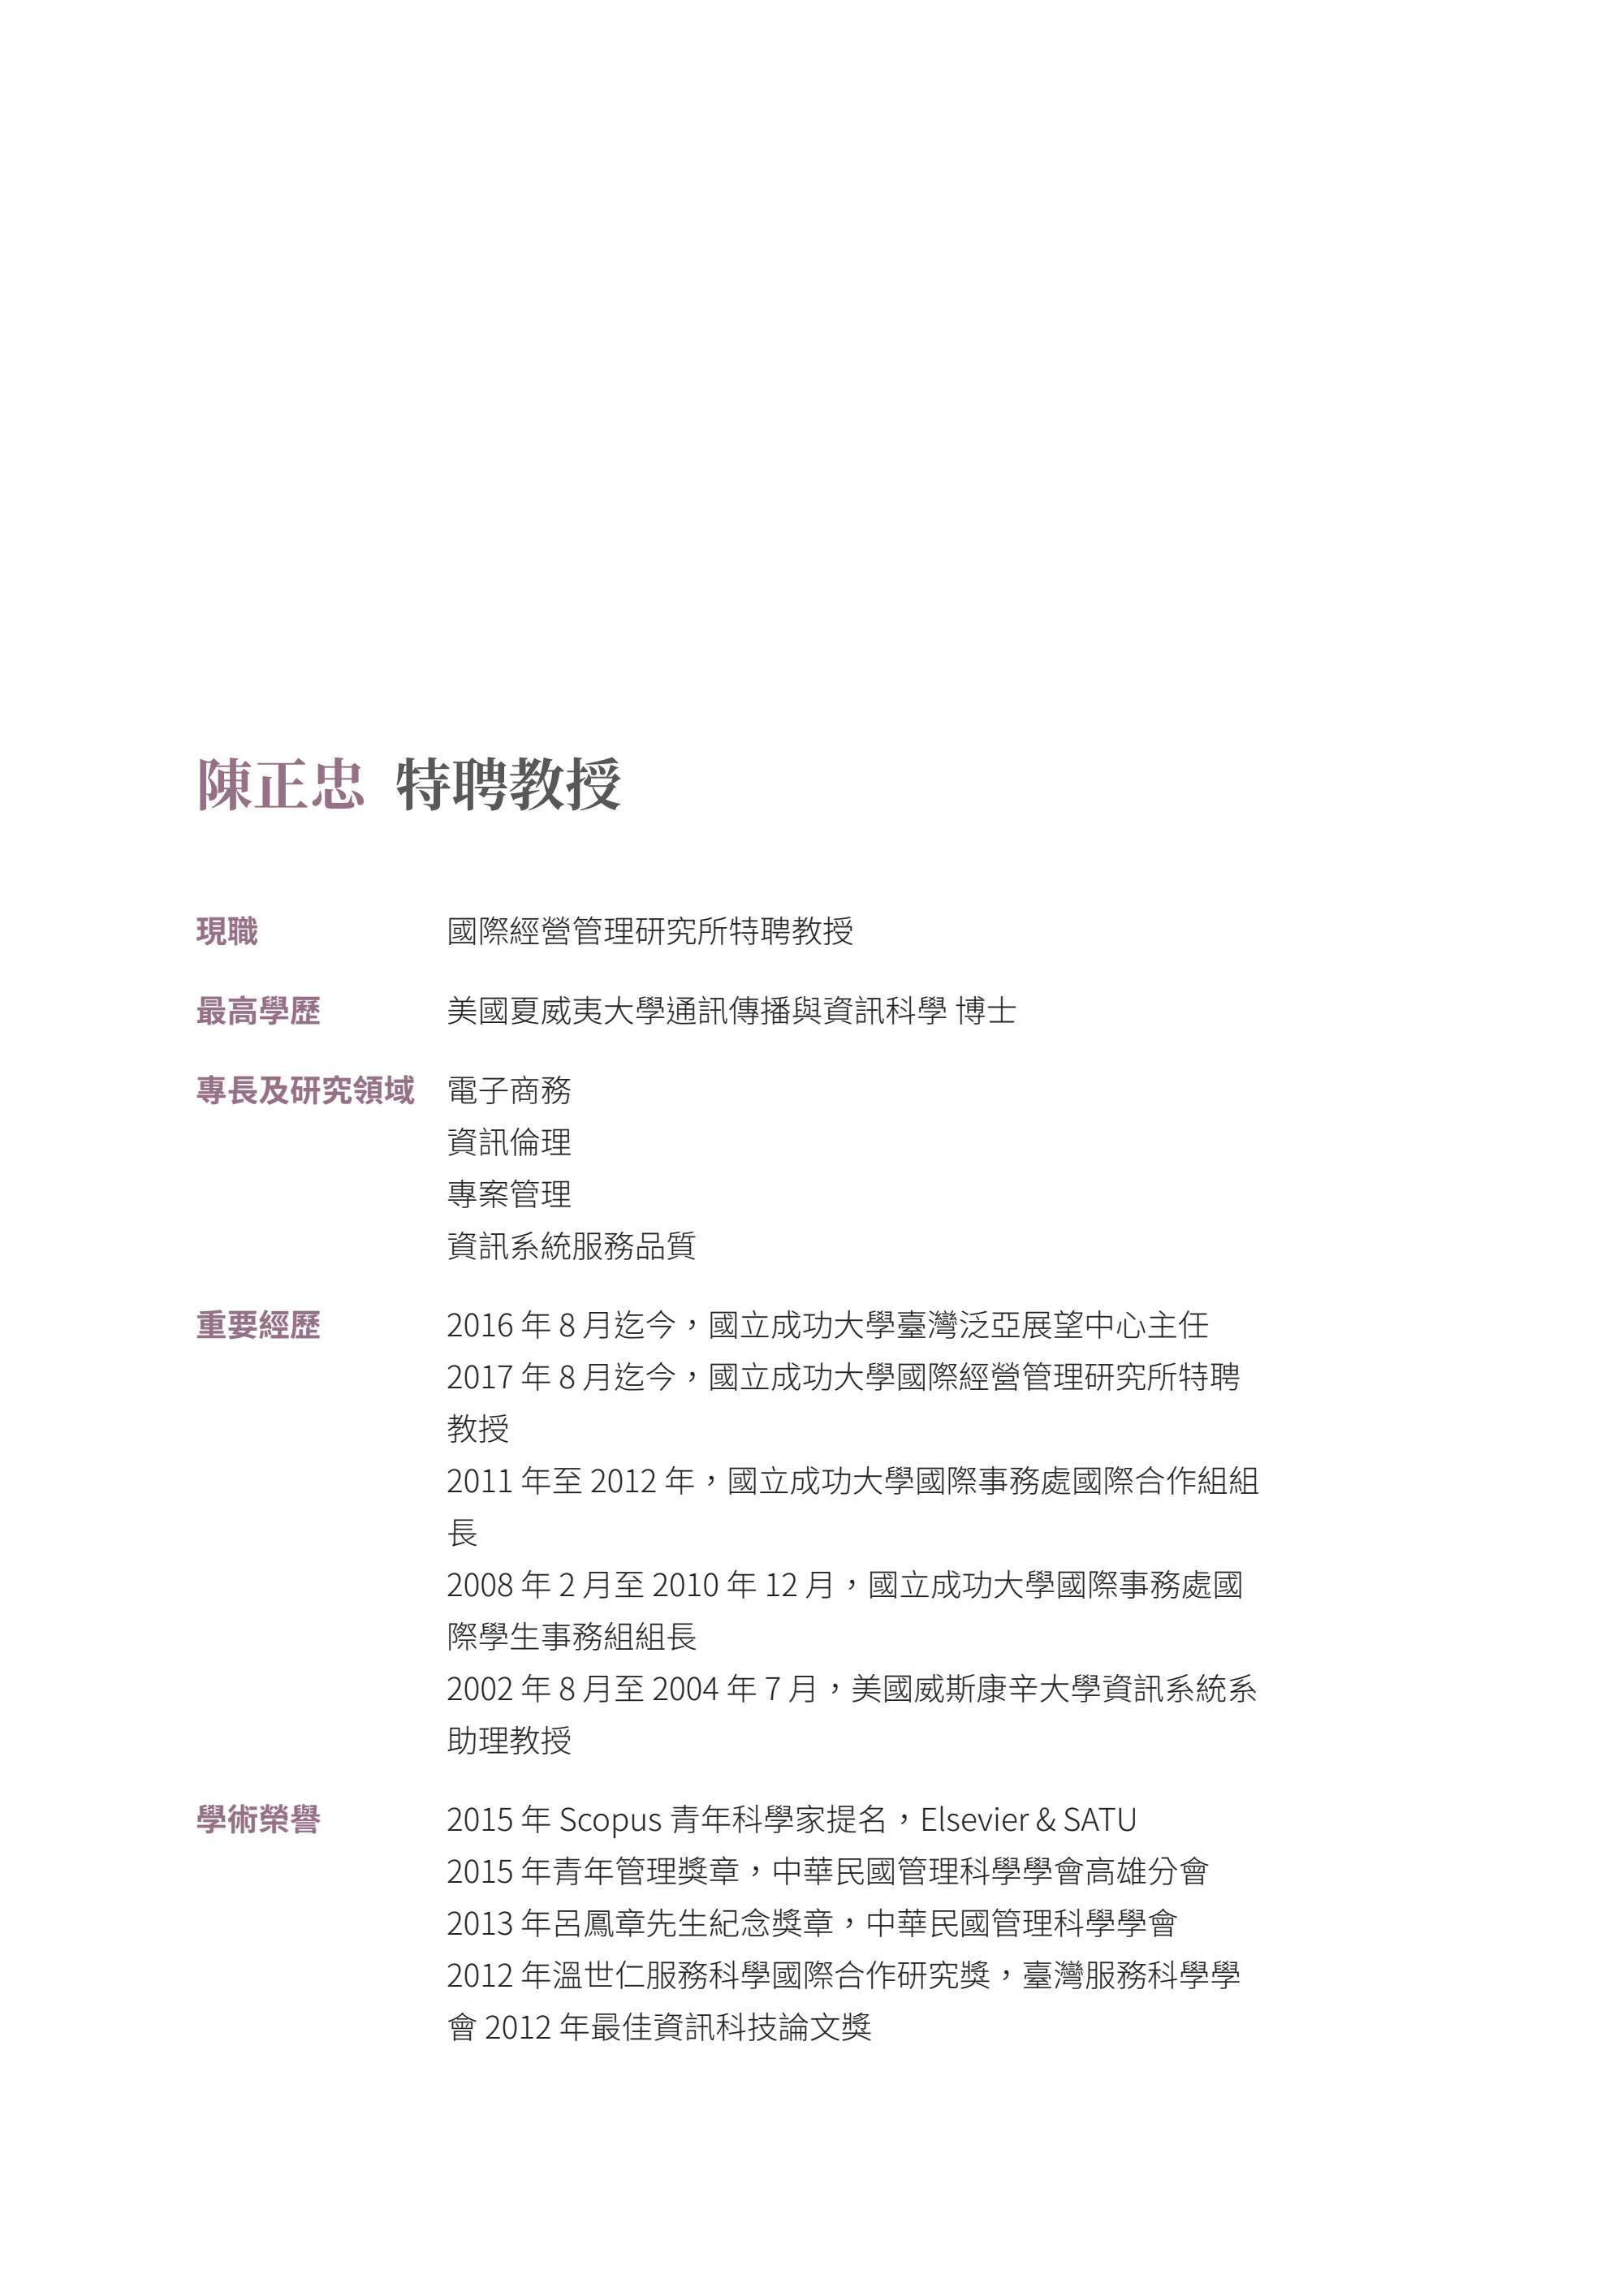 陳正忠 特聘教授
現職 國際經營管理研究所特聘教授
最高學歷 美國夏威夷大學通訊傳播與資訊科學 博士
專長及研究領域 電子商務
資訊倫理
專案管理
資訊系統服務品質
重要經歷 2016 年 8 月迄今，國立成功大學臺灣泛亞展望中心主任
2017 年 8 月迄今，國立成功大學國際經營管理研究所特聘
教授
2011 年至 2012 年，國立成功大學國際事務處國際合作組組
長
2008 年 2 月至 2010 年 12 月，國立成功大學國際事務處國
際學生事務組組長
2002 年 8 月至 2004 年 7 月，美國威斯康辛大學資訊系統系
助理教授
學術榮譽 2015 年 Scopus 青年科學家提名，Elsevier & SATU
2015 年青年管理獎章，中華民國管理科學學會高雄分會
2013 年呂鳳章先生紀念獎章，中華民國管理科學學會
2012 年溫世仁服務科學國際合作研究獎，臺灣服務科學學
會 2012 年最佳資訊科技論文獎